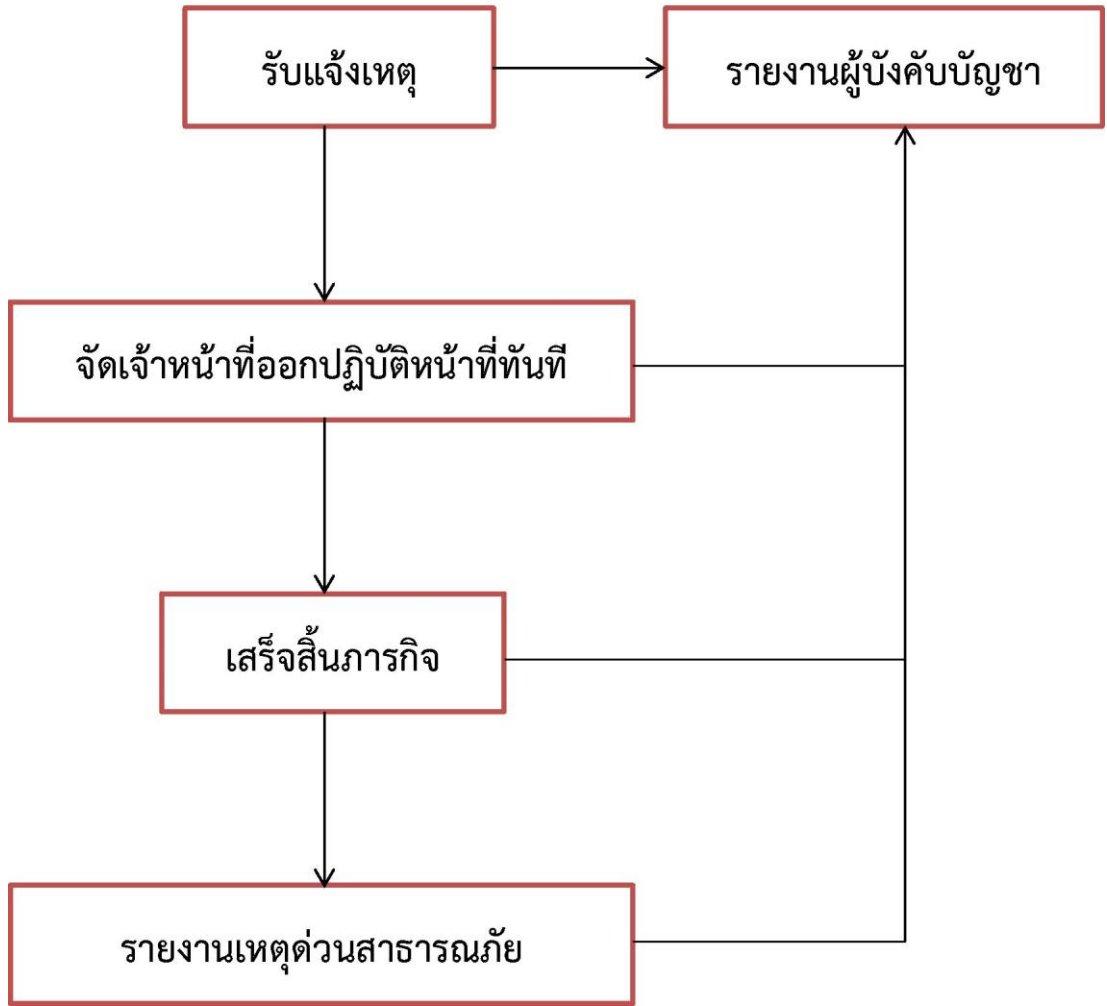 รับแจ้งเหตุ
รายงานผู้บังคับบัญชา
จัดเจ้าหน้าที่ออกปฏิบัติหน้าที่ทันที
เสร็จสิ้นภารกิจ
รายงานเหตุด่วนสาธารณภัย